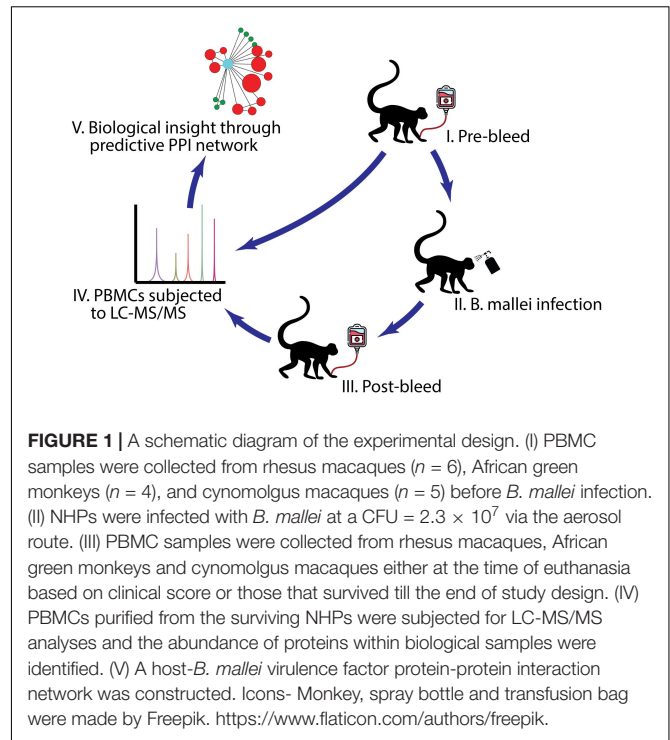 V. Biological insight through
predictive PPI network
I. Pre-bleed
IV. PBMCs subjected
to LC-MS/MS
II. B. mallei infection
III. Post-bleed
FIGURE 1 | A schematic diagram of the experimental design. (I) PBMC
samples were collected from rhesus macaques (n = 6), African green
monkeys (n = 4), and cynomolgus macaques (n = 5) before B. mallei infection.
(II) NHPs were infected with B. mallei at a CFU = 2.3 × 10⁷ via the aerosol
route. (III) PBMC samples were collected from rhesus macaques, African
green monkeys and cynomolgus macaques either at the time of euthanasia
based on clinical score or those that survived till the end of study design. (IV)
PBMCs purified from the surviving NHPs were subjected for LC-MS/MS
analyses and the abundance of proteins within biological samples were
identified. (V) A host-B. mallei virulence factor protein-protein interaction
network was constructed. Icons- Monkey, spray bottle and transfusion bag
were made by Freepik. https://www.flaticon.com/authors/freepik.